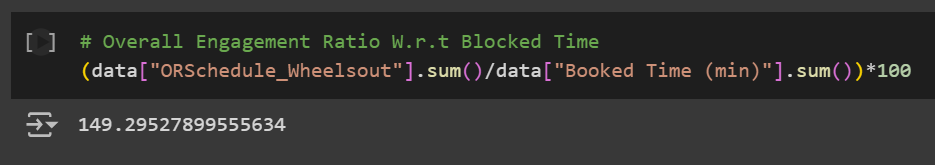 [ ] # Overall Engagement Ratio W.r.t Blocked Time
(data["ORSchedule_Wheelsout"].sum()/data["Booked Time (min)"].sum())*100
149.29527899555634